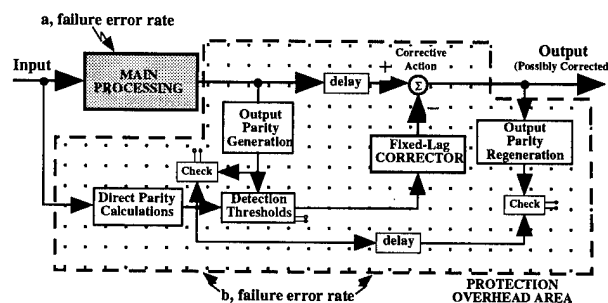 a, failure error rate
Input
MAIN
PROCESSING
delay
+
Corrective
Action
Σ
Output
(Possibly Corrected)
Output
Parity
Generation
Check
Fixed-Lag
CORRECTOR
Output
Parity
Regeneration
Direct Parity
Calculations
Detection
Thresholds
Check
delay
b, failure error rate
PROTECTION
OVERHEAD AREA